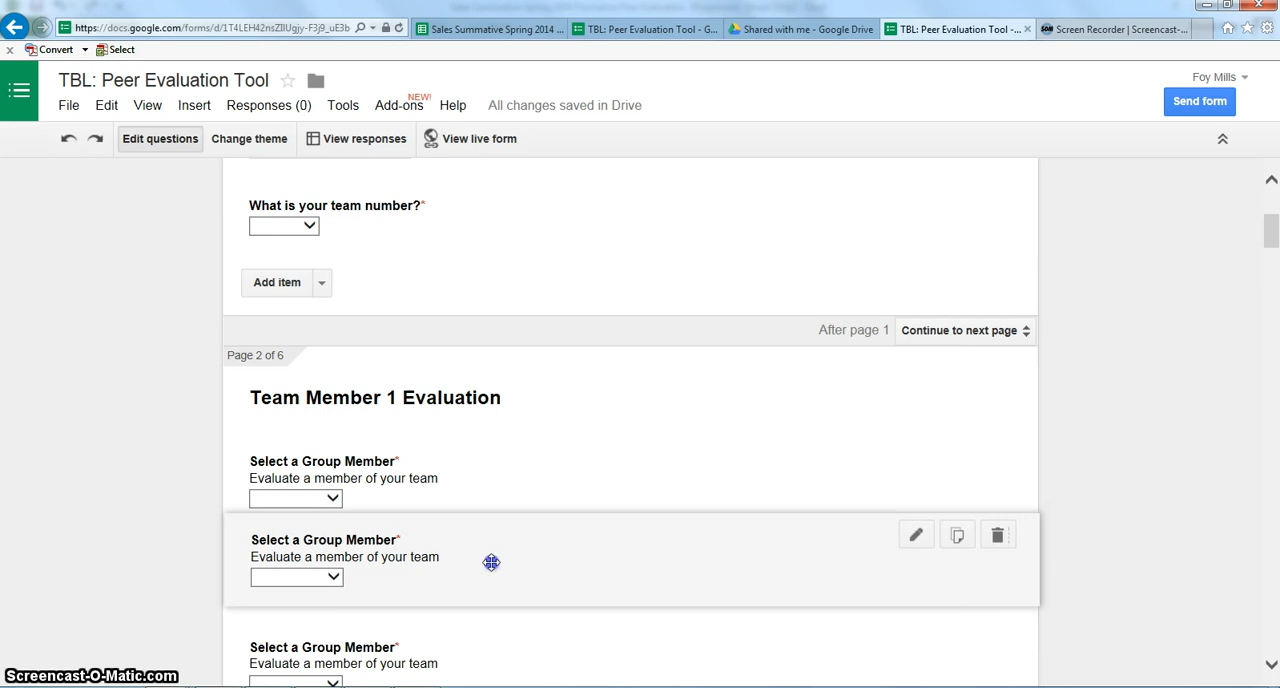 https://docs.google.com/forms/d/1T4LEH42nsZIlUgjy-F3j9_uE3b
Sales Summative Spring 2014 ...
TBL: Peer Evaluation Tool - G...
Shared with me - Google Drive
TBL: Peer Evaluation Tool -...
Screen Recorder | Screencast-...
x Convert Select
TBL: Peer Evaluation Tool
Foy Mills
File Edit View Insert Responses (0) Tools Add-ons NEW! Help All changes saved in Drive
Send form
Edit questions Change theme View responses View live form
What is your team number?*
Add item
After page 1 Continue to next page
Page 2 of 6
Team Member 1 Evaluation
Select a Group Member*
Evaluate a member of your team
Select a Group Member*
Evaluate a member of your team
Select a Group Member*
Evaluate a member of your team
Screencast-O-Matic.com